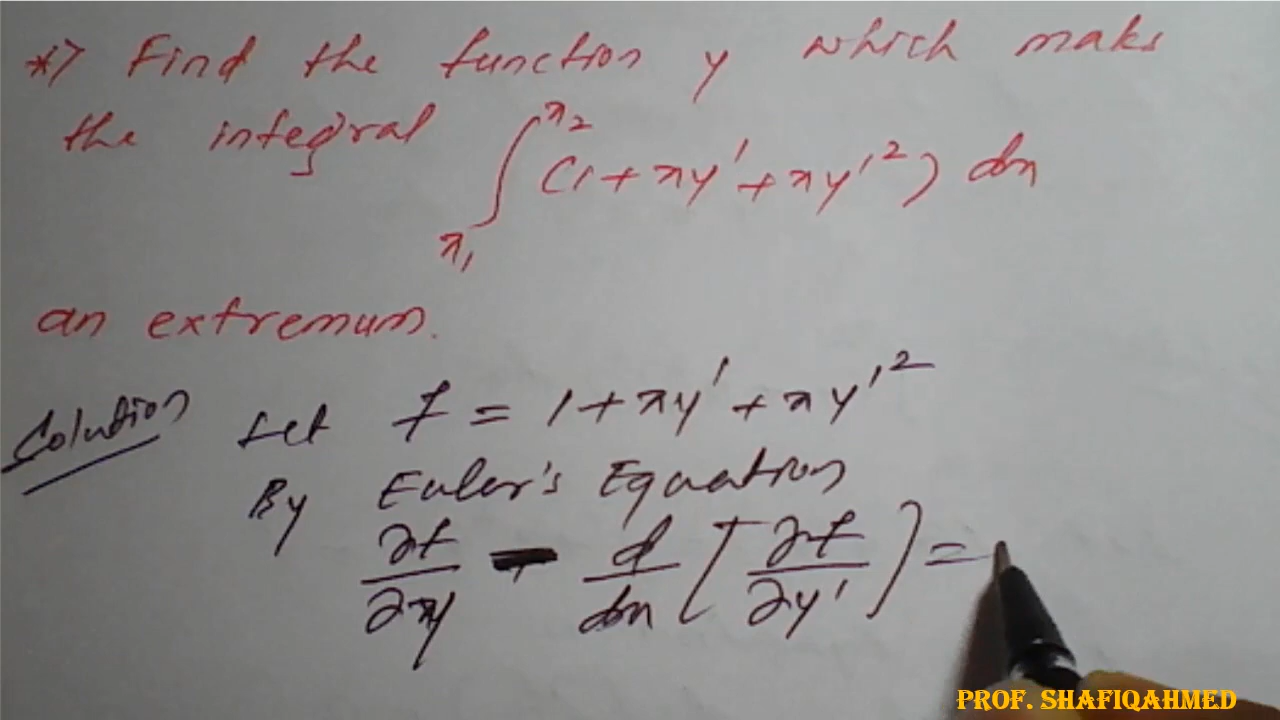 *) Find the function y which maks
the integral ∫_{x₁}^{x₂} (1 + xy' + xy'²) dx
an extremum.
Solution Let f = 1 + xy' + xy'²
By Euler's Equation
∂f/∂y - d/dx [∂f/∂y'] =
PROF. SHAFIQAHMED